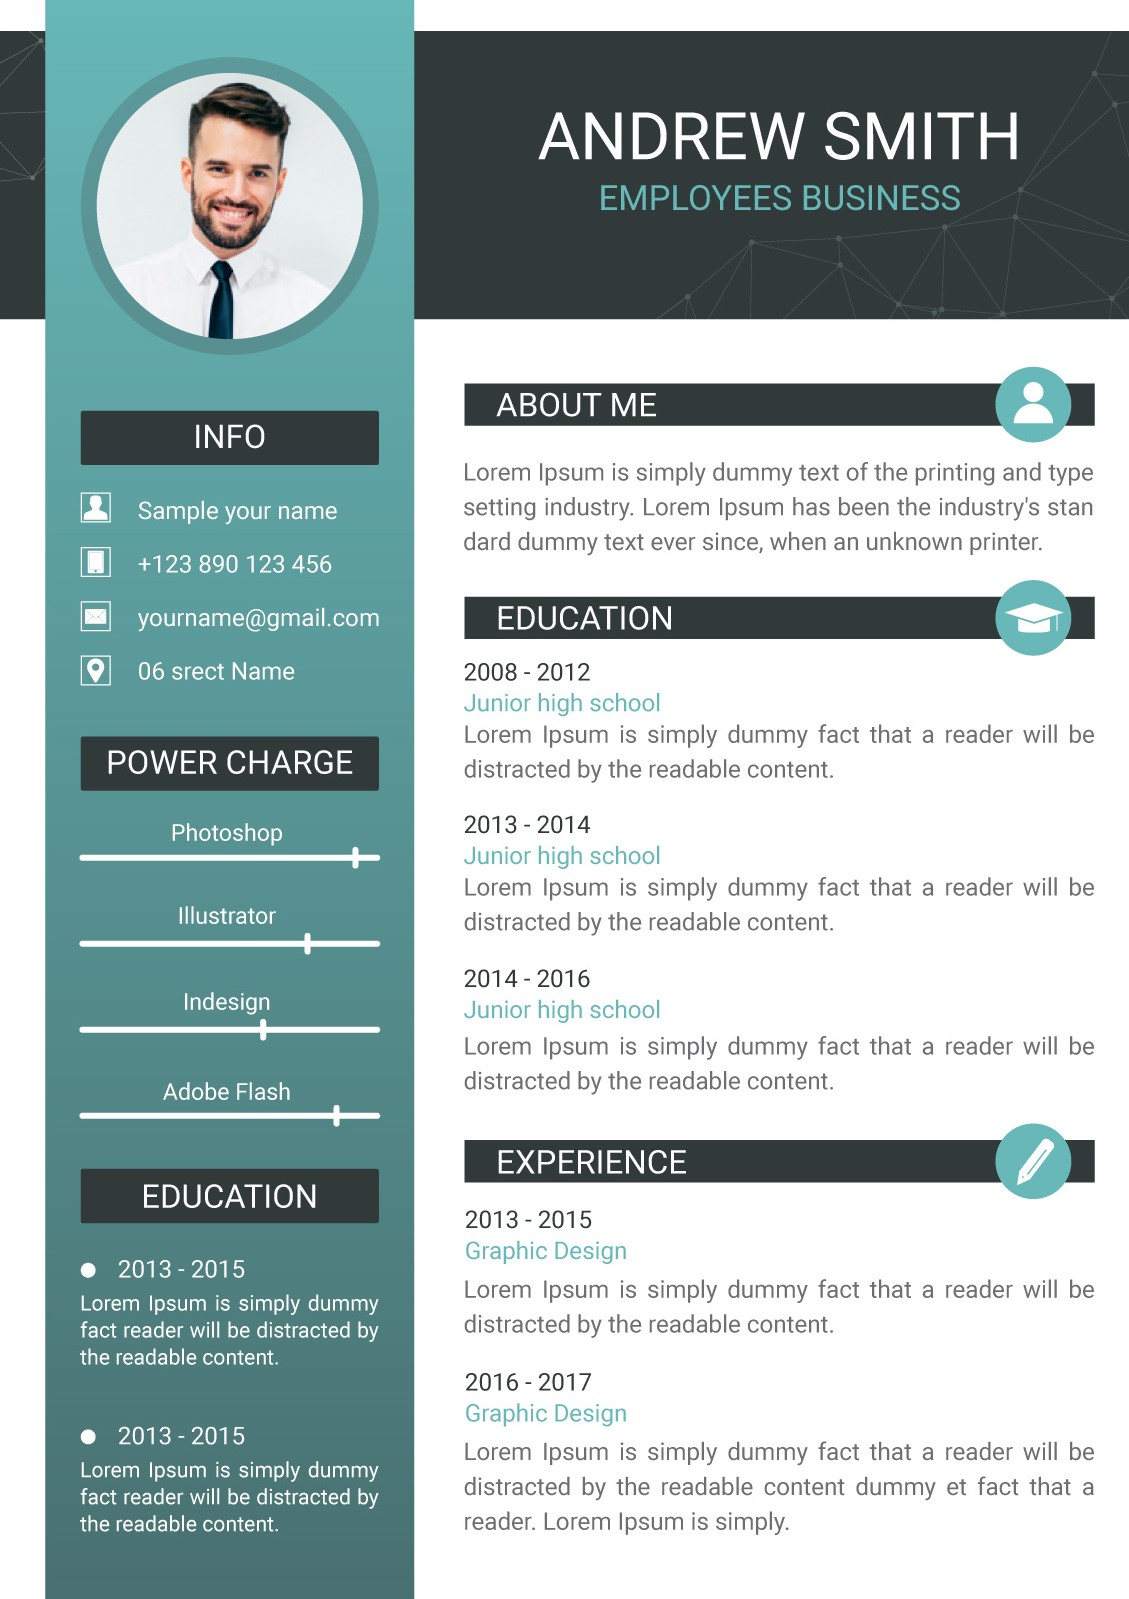 ANDREW SMITH
EMPLOYEES BUSINESS
INFO
Sample your name
+123 890 123 456
yourname@gmail.com
06 srect Name
POWER CHARGE
Photoshop
Illustrator
Indesign
Adobe Flash
EDUCATION
2013 - 2015
Lorem Ipsum is simply dummy
fact reader will be distracted by
the readable content.
2013 - 2015
Lorem Ipsum is simply dummy
fact reader will be distracted by
the readable content.
ABOUT ME
Lorem Ipsum is simply dummy text of the printing and type
setting industry. Lorem Ipsum has been the industry's stan
dard dummy text ever since, when an unknown printer.
EDUCATION
2008 - 2012
Junior high school
Lorem Ipsum is simply dummy fact that a reader will be
distracted by the readable content.
2013 - 2014
Junior high school
Lorem Ipsum is simply dummy fact that a reader will be
distracted by the readable content.
2014 - 2016
Junior high school
Lorem Ipsum is simply dummy fact that a reader will be
distracted by the readable content.
EXPERIENCE
2013 - 2015
Graphic Design
Lorem Ipsum is simply dummy fact that a reader will be
distracted by the readable content.
2016 - 2017
Graphic Design
Lorem Ipsum is simply dummy fact that a reader will be
distracted by the readable content dummy et fact that a
reader. Lorem Ipsum is simply.